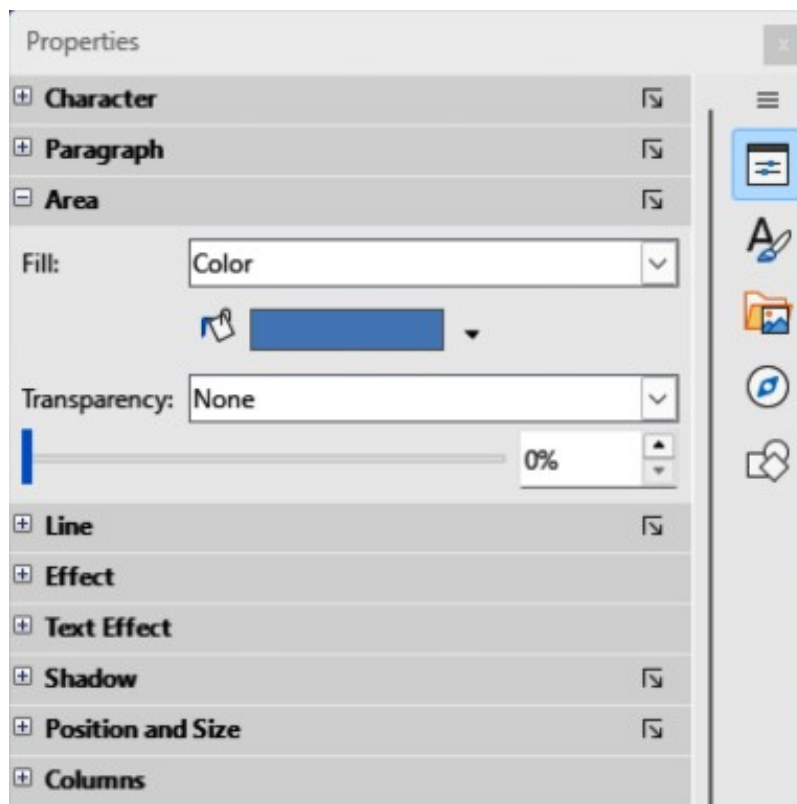 Properties
Character
Paragraph
Area
Fill: Color
Transparency: None
0%
Line
Effect
Text Effect
Shadow
Position and Size
Columns